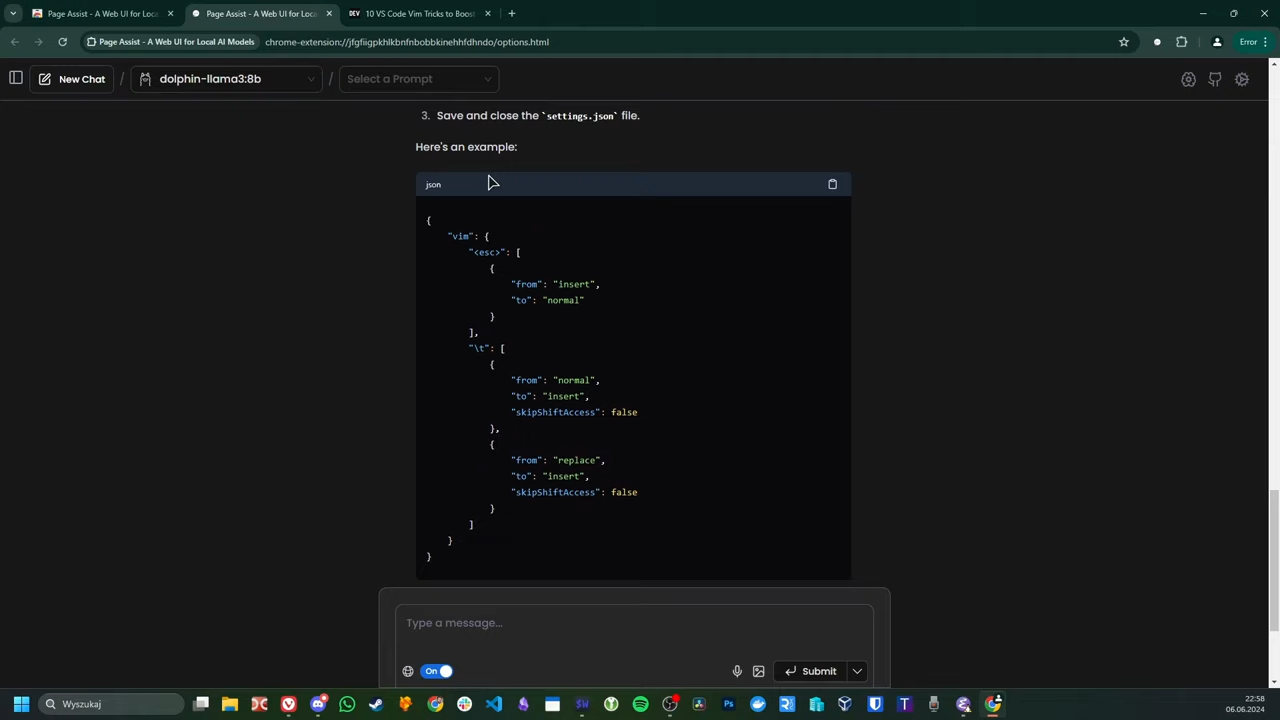 Page Assist - A Web UI for Loc
Page Assist - A Web UI for Loca
DEV 10 VS Code Vim Tricks to Boost
Page Assist - A Web UI for Local AI Models
chrome-extension://jfgfiigpkhlkbnfnbobbkinehhfdhndo/options.html
Error
New Chat / dolphin-llama3:8b / Select a Prompt
3. Save and close the `settings.json` file.
Here's an example:
json
{
"vim": {
"<esc>": [
{
"from": "insert",
"to": "normal"
}
],
"\t": [
{
"from": "normal",
"to": "insert",
"skipShiftAccess": false
},
{
"from": "replace",
"to": "insert",
"skipShiftAccess": false
}
]
}
}
Type a message...
On
Submit
Wyszukaj
22:58
06.06.2024